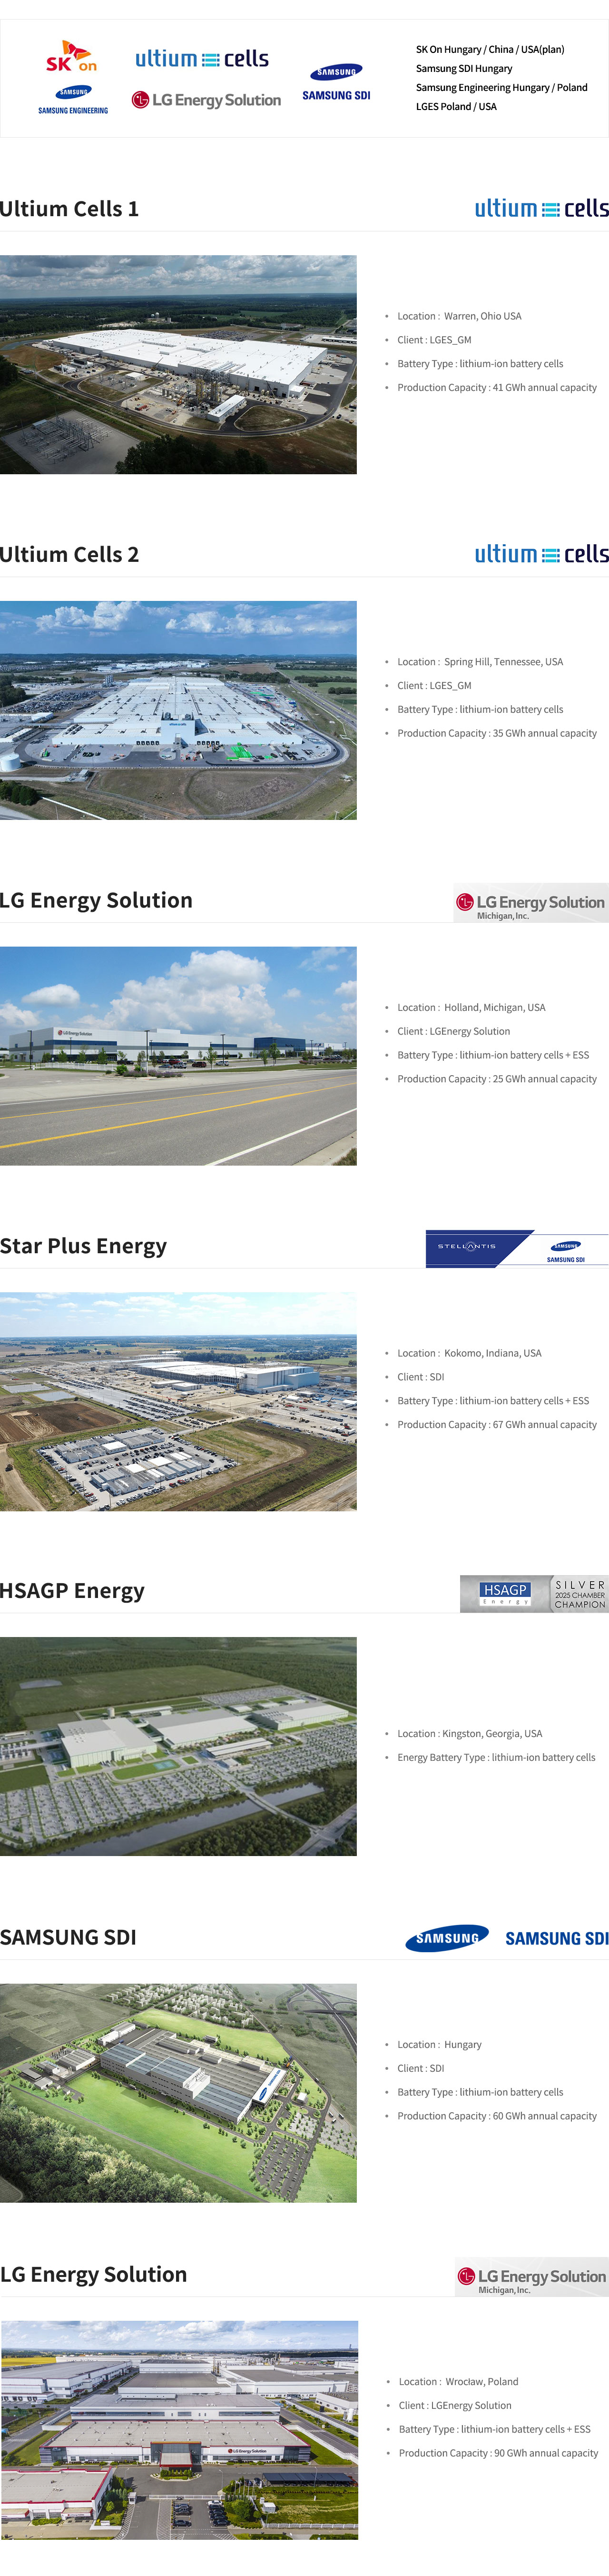 SK on
ultium cells
SAMSUNG
SAMSUNG ENGINEERING
LG Energy Solution
SAMSUNG
SAMSUNG SDI
SK On Hungary / China / USA(plan)
Samsung SDI Hungary
Samsung Engineering Hungary / Poland
LGES Poland / USA
Ultium Cells 1
ultium cells
Location : Warren, Ohio USA
Client : LGES_GM
Battery Type : lithium-ion battery cells
Production Capacity : 41 GWh annual capacity
Ultium Cells 2
ultium cells
Location : Spring Hill, Tennessee, USA
Client : LGES_GM
Battery Type : lithium-ion battery cells
Production Capacity : 35 GWh annual capacity
LG Energy Solution
LG Energy Solution
Michigan, Inc.
LG Energy Solution
Location : Holland, Michigan, USA
Client : LGEnergy Solution
Battery Type : lithium-ion battery cells + ESS
Production Capacity : 25 GWh annual capacity
Star Plus Energy
STELLANTIS
SAMSUNG
SAMSUNG SDI
Location : Kokomo, Indiana, USA
Client : SDI
Battery Type : lithium-ion battery cells + ESS
Production Capacity : 67 GWh annual capacity
HSAGP Energy
HSAGP
Energy
SILVER
2025 CHAMBER
CHAMPION
Location : Kingston, Georgia, USA
Energy Battery Type : lithium-ion battery cells
SAMSUNG SDI
SAMSUNG
SAMSUNG SDI
Location : Hungary
Client : SDI
Battery Type : lithium-ion battery cells
Production Capacity : 60 GWh annual capacity
LG Energy Solution
LG Energy Solution
Michigan, Inc.
LG Energy Solution
Location : Wrocław, Poland
Client : LGEnergy Solution
Battery Type : lithium-ion battery cells + ESS
Production Capacity : 90 GWh annual capacity